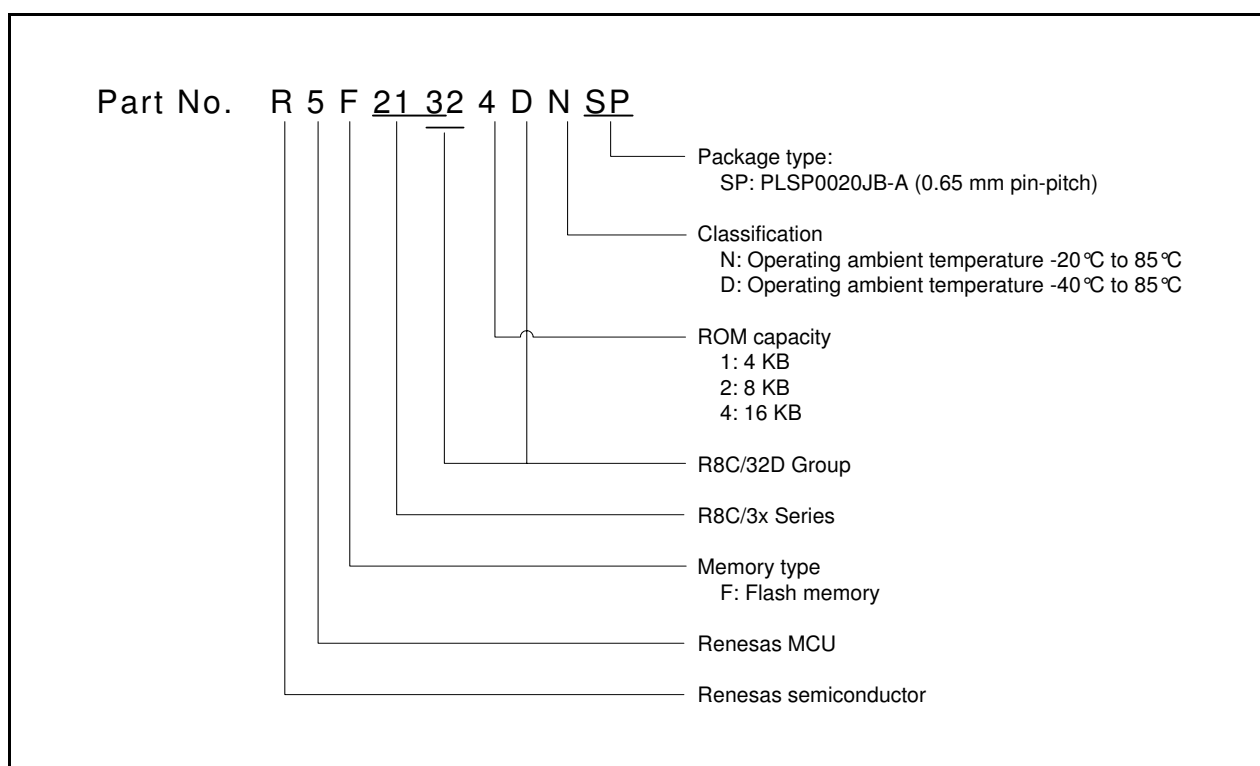 Part No. R 5 F 21 32 4 D N SP
Package type:
SP: PLSP0020JB-A (0.65 mm pin-pitch)
Classification
N: Operating ambient temperature -20°C to 85°C
D: Operating ambient temperature -40°C to 85°C
ROM capacity
1: 4 KB
2: 8 KB
4: 16 KB
R8C/32D Group
R8C/3x Series
Memory type
F: Flash memory
Renesas MCU
Renesas semiconductor